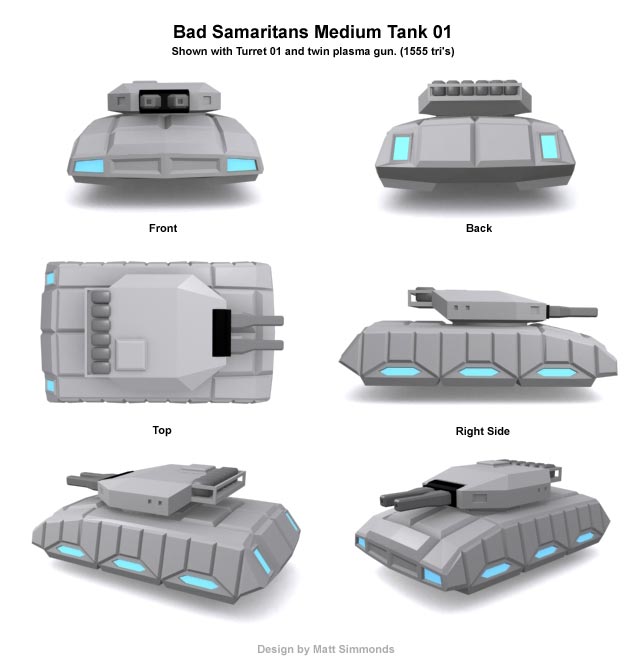 Bad Samaritans Medium Tank 01
Shown with Turret 01 and twin plasma gun. (1555 tri's)
Front
Back
Top
Right Side
Design by Matt Simmonds